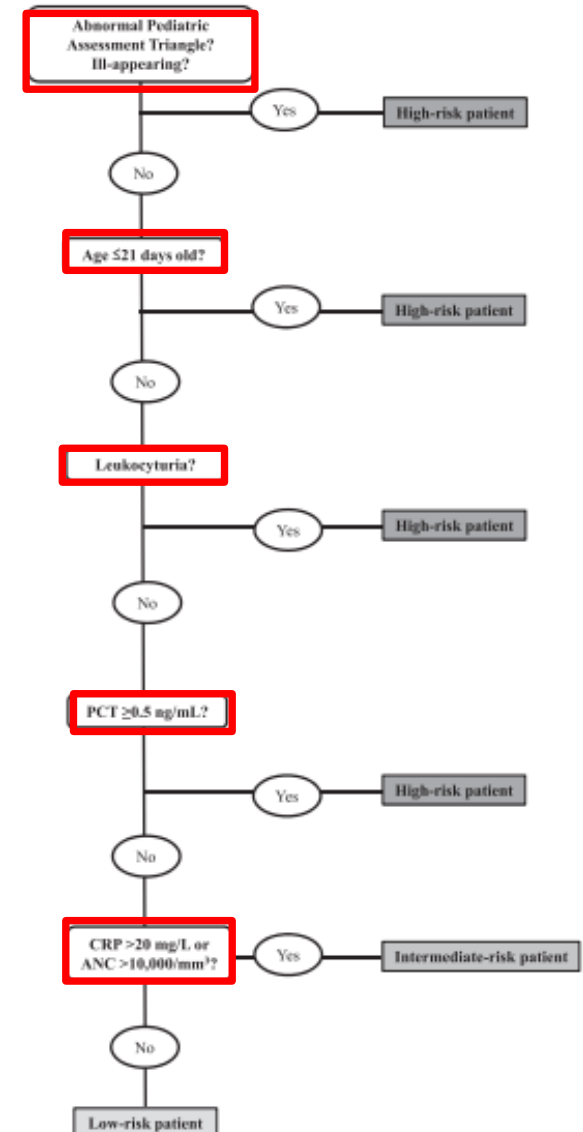 Abnormal Pediatric
Assessment Triangle?
Ill-appearing?
Yes
High-risk patient
No
Age ≤21 days old?
Yes
High-risk patient
No
Leukocyturia?
Yes
High-risk patient
No
PCT ≥0.5 ng/mL?
Yes
High-risk patient
No
CRP >20 mg/L or
ANC >10,000/mm³?
Yes
Intermediate-risk patient
No
Low-risk patient